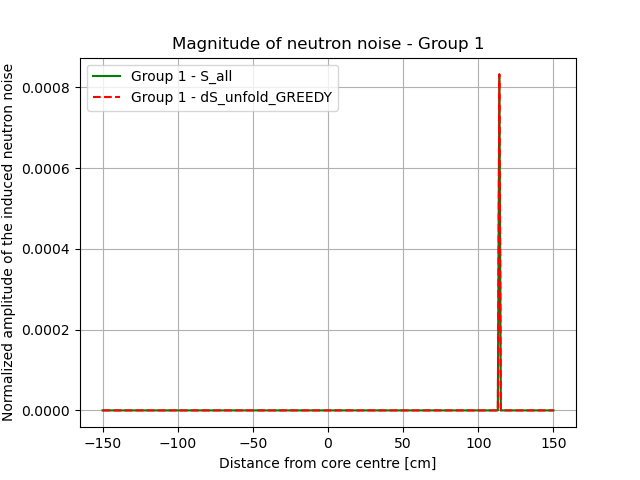 Magnitude of neutron noise - Group 1
Group 1 - S_all
Group 1 - dS_unfold_GREEDY
Normalized amplitude of the induced neutron noise
0.0008
0.0006
0.0004
0.0002
0.0000
−150
−100
−50
0
50
100
150
Distance from core centre [cm]